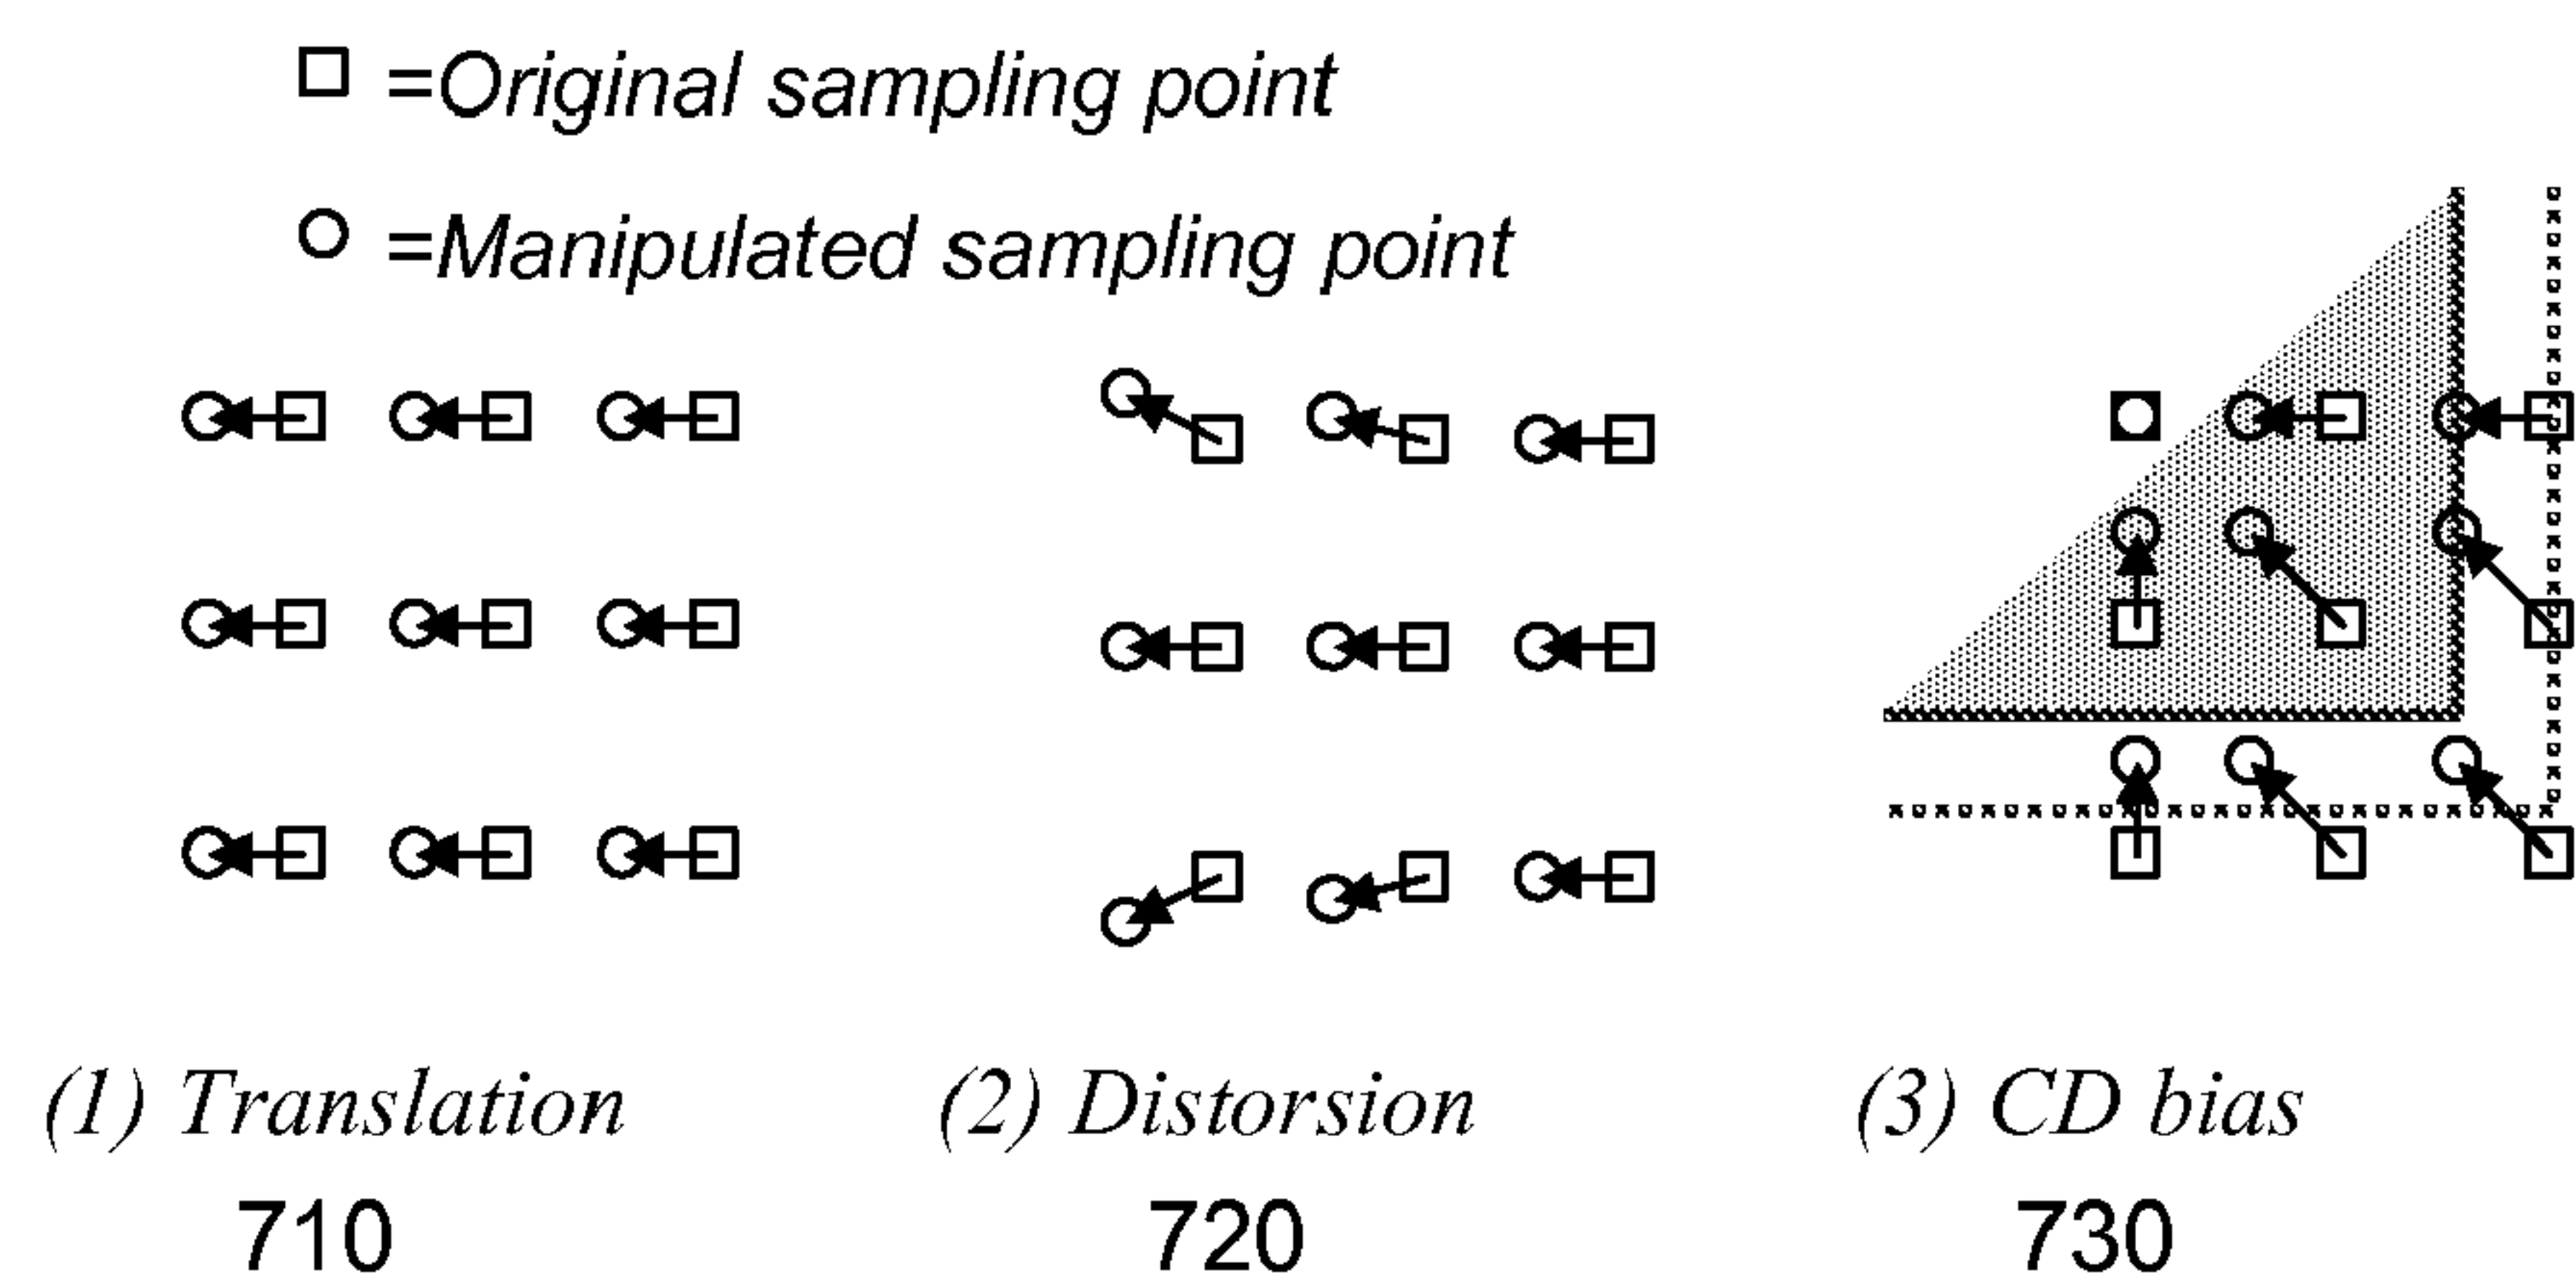 =Original sampling point
=Manipulated sampling point
(1) Translation
(2) Distorsion
(3) CD bias
710
720
730